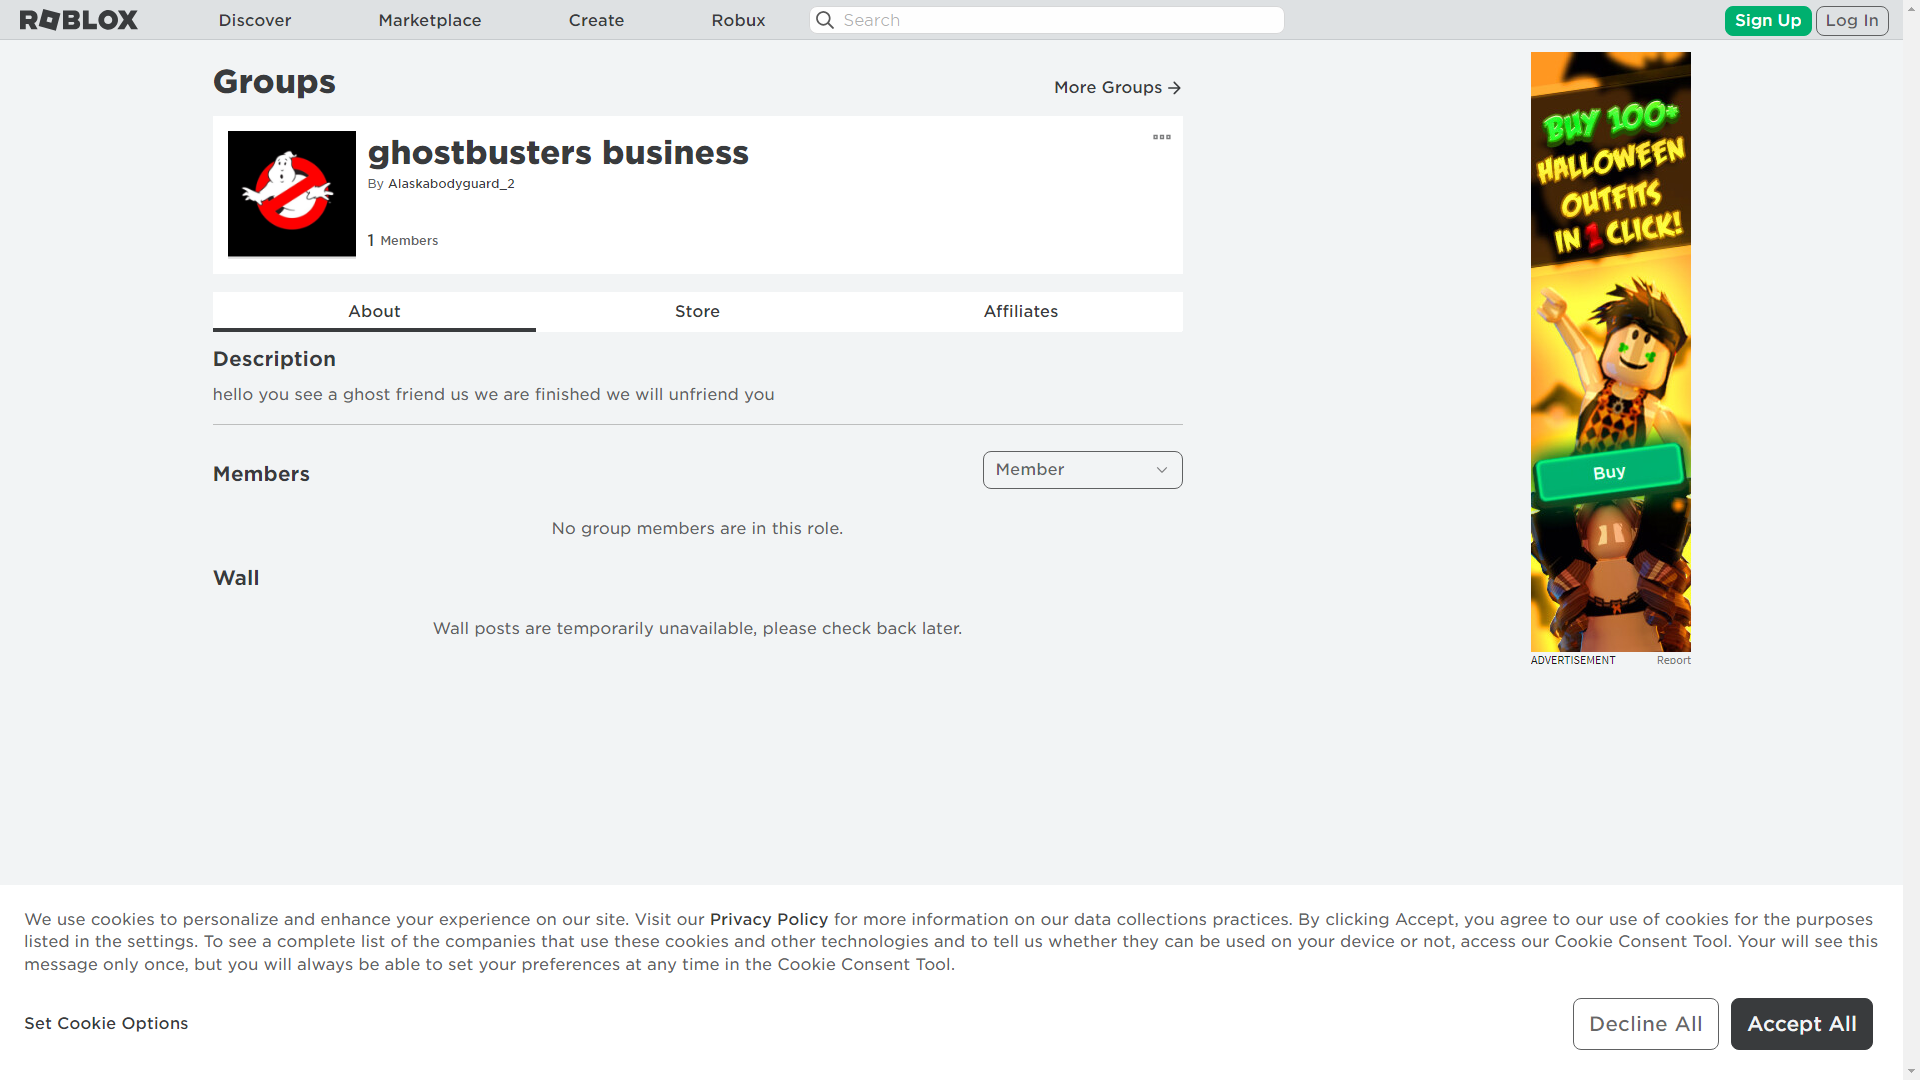 ROBLOX
Discover
Marketplace
Create
Robux
Search
Sign Up
Log In
Groups
More Groups
ghostbusters business
By Alaskabodyguard_2
1 Members
About
Store
Affiliates
Description
hello you see a ghost friend us we are finished we will unfriend you
Members
Member
No group members are in this role.
Wall
Wall posts are temporarily unavailable, please check back later.
BUY 100+
HALLOWEEN
OUTFITS
IN 1 CLICK!
Buy
ADVERTISEMENT
Report
We use cookies to personalize and enhance your experience on our site. Visit our Privacy Policy for more information on our data collections practices. By clicking Accept, you agree to our use of cookies for the purposes
listed in the settings. To see a complete list of the companies that use these cookies and other technologies and to tell us whether they can be used on your device or not, access our Cookie Consent Tool. Your will see this
message only once, but you will always be able to set your preferences at any time in the Cookie Consent Tool.
Set Cookie Options
Decline All
Accept All